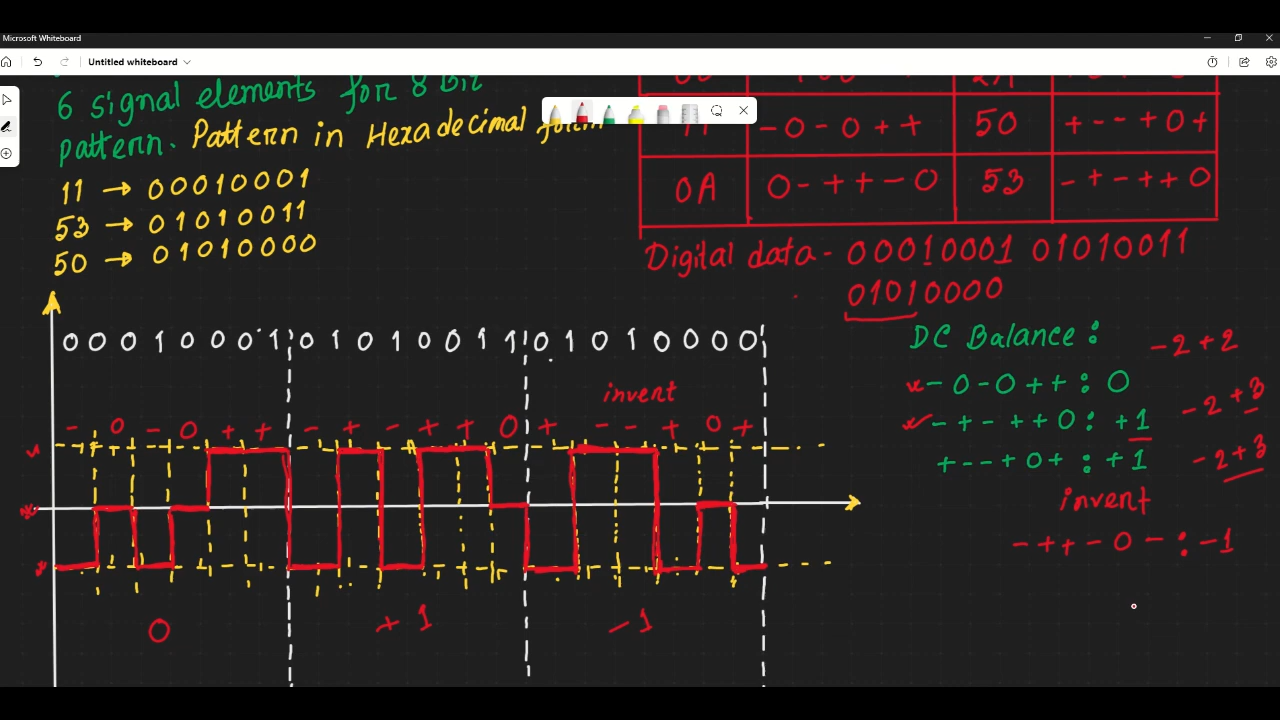 Microsoft Whiteboard
Untitled whiteboard
6 signal elements for 8 Bit
pattern. Pattern in Hexadecimal form
11 → 00010001
53 → 01010011
50 → 01010000
11 -0-0++ 50 +--+0+
0A 0-++-0 53 -+-++0
Digital data - 00010001 01010011
01010000
0 0 0 1 0 0 0 1 0 1 0 1 0 0 1 1 0 1 0 1 0 0 0 0
invent
- 0 - 0 + + - + - + + 0 + - - + 0 +
0 +1 -1
DC Balance :
-2+2
-0-0++ : 0
-2+3
-+-++0 : +1
+--+0+ : +1
-2+3
invent
-++-0- : -1